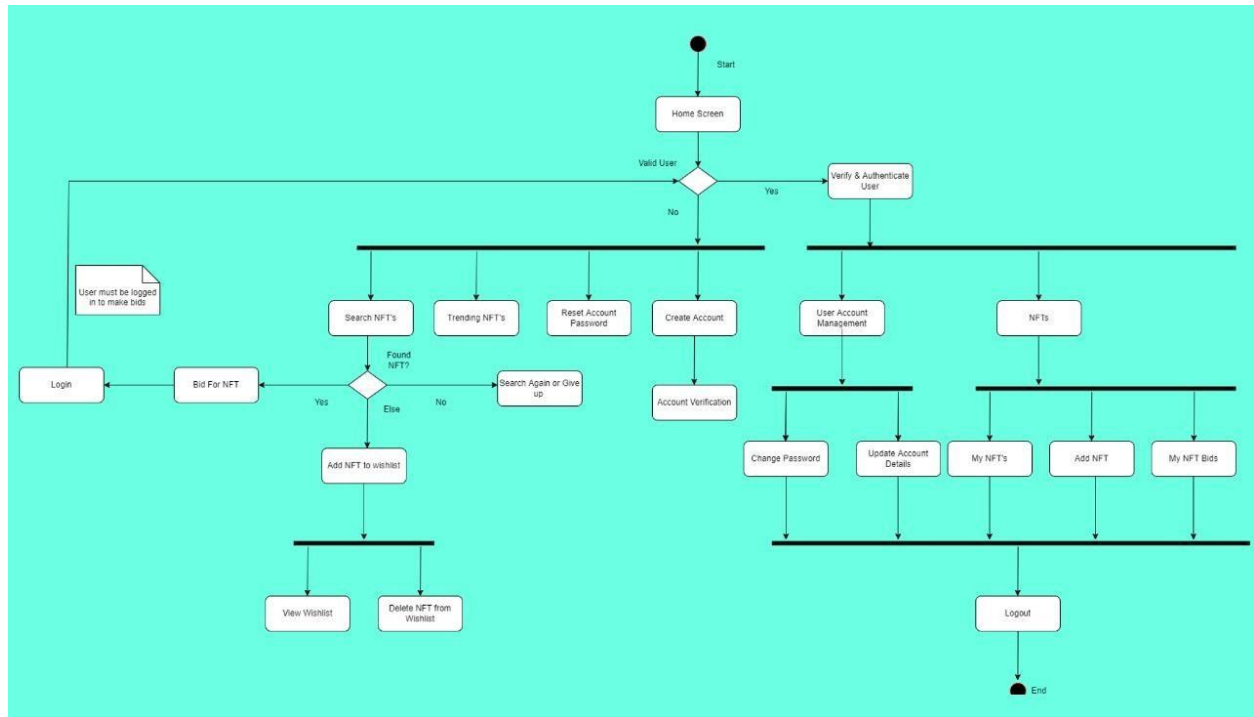 Start
Home Screen
Valid User
Verify & Authenticate
User
Yes
No
User must be logged
in to make bids
Search NFT's
Trending NFT's
Reset Account
Password
Create Account
User Account
Management
NFTs
Found
NFT?
Login
Bid For NFT
Yes
Else
No
Search Again or Give
up
Account Verification
Add NFT to wishlist
Change Password
Update Account
Details
My NFT's
Add NFT
My NFT Bids
View Wishlist
Delete NFT from
Wishlist
Logout
End